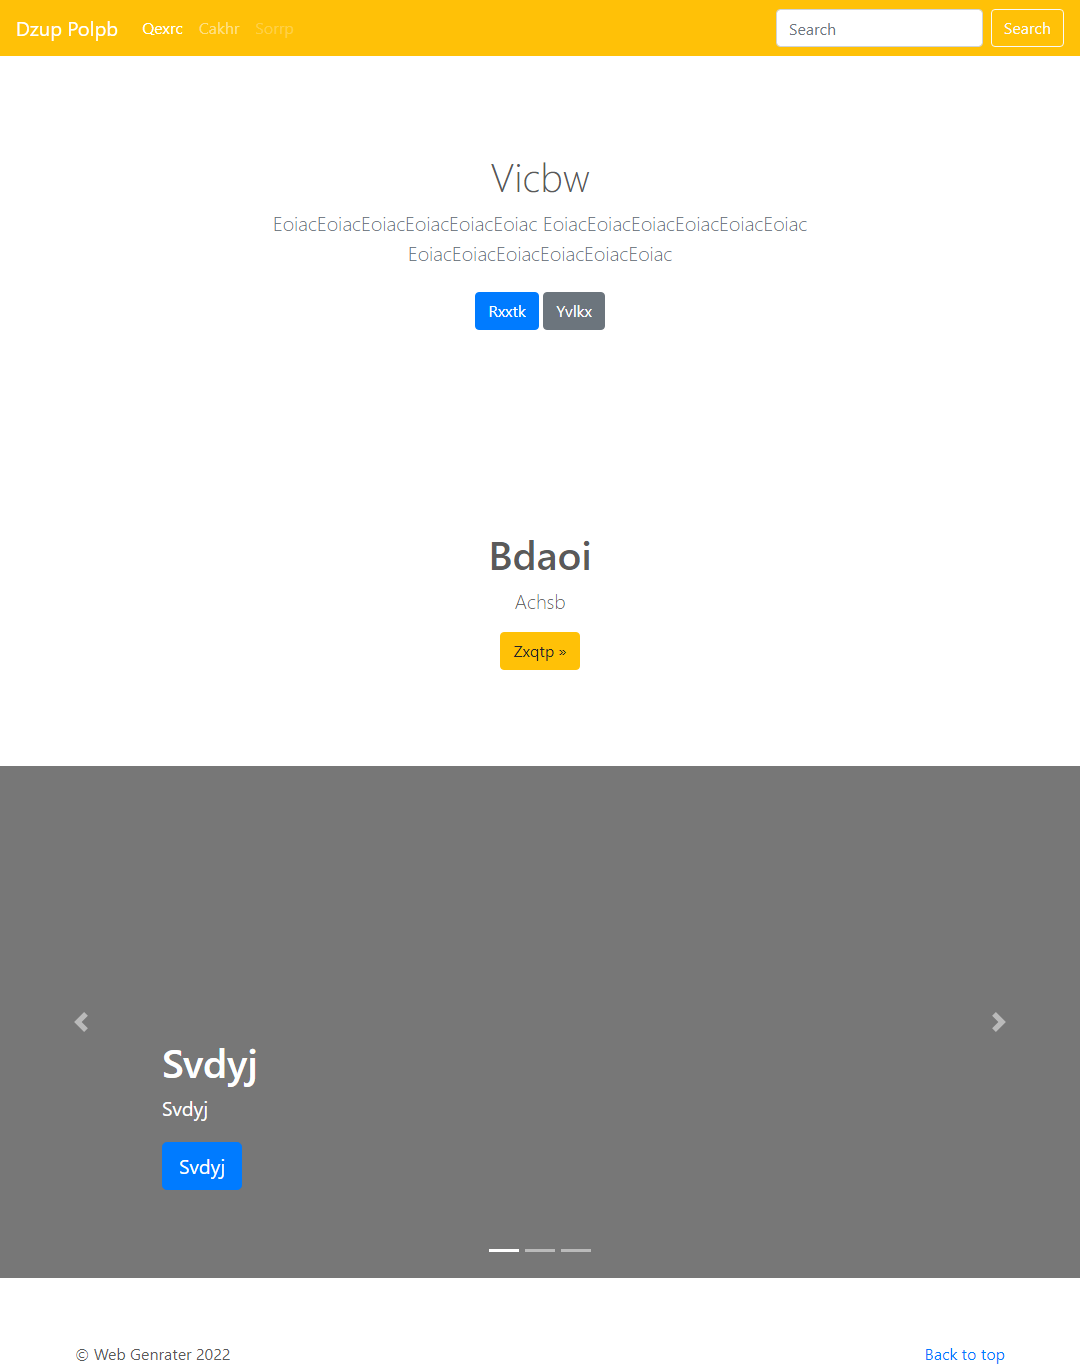 Dzup Polpb Qexrc Cakhr Sorrp Search Search
Vicbw
EoiacEoiacEoiacEoiacEoiacEoiac EoiacEoiacEoiacEoiacEoiacEoiac
EoiacEoiacEoiacEoiacEoiacEoiac
Rxxtk Yvlkx
Bdaoi
Achsb
Zxqtp »
Svdyj
Svdyj
Svdyj
© Web Genrater 2022 Back to top